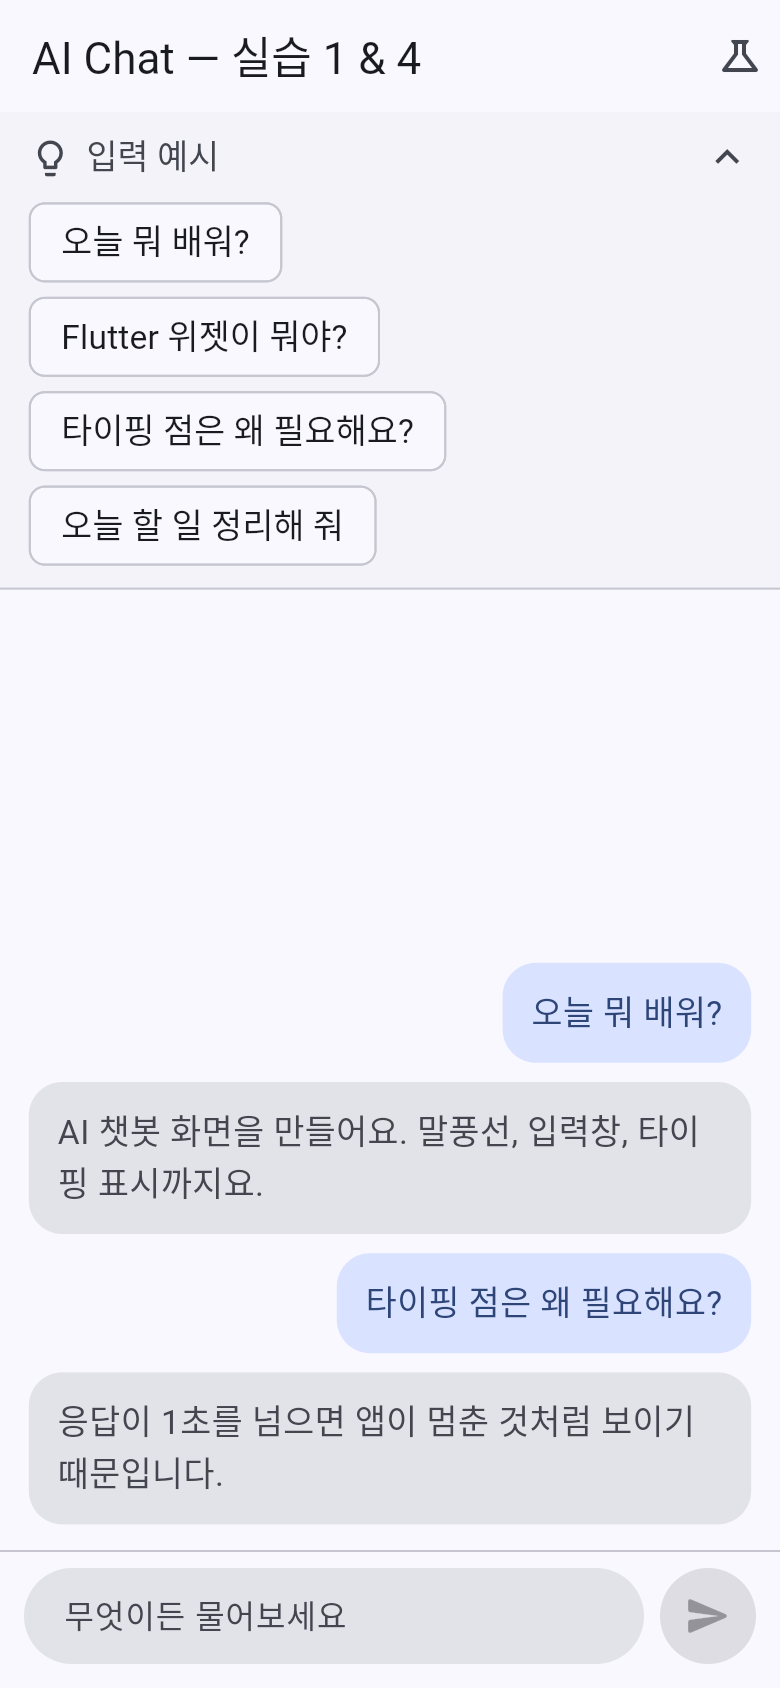 AI Chat — 실습 1 & 4
입력 예시
오늘 뭐 배워?
Flutter 위젯이 뭐야?
타이핑 점은 왜 필요해요?
오늘 할 일 정리해 줘
오늘 뭐 배워?
AI 챗봇 화면을 만들어요. 말풍선, 입력창, 타이
핑 표시까지요.
타이핑 점은 왜 필요해요?
응답이 1초를 넘으면 앱이 멈춘 것처럼 보이기
때문입니다.
무엇이든 물어보세요